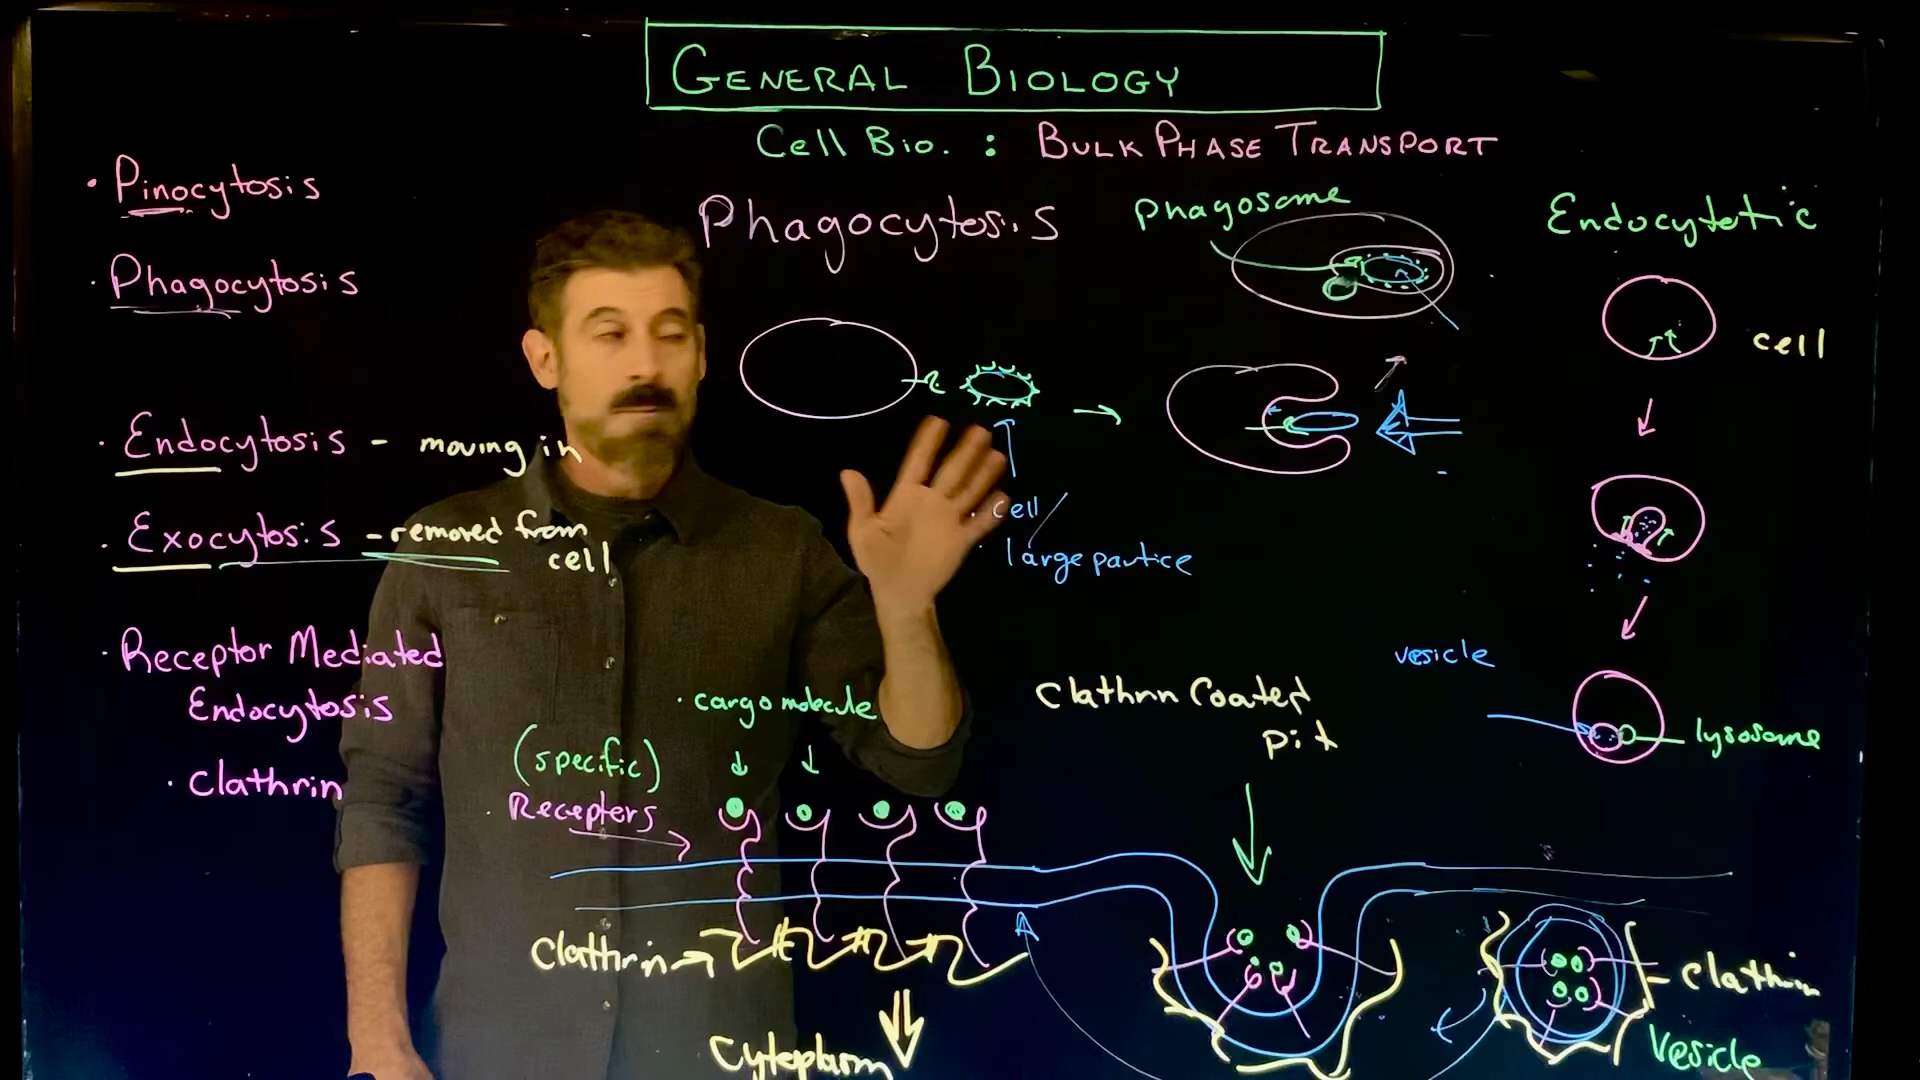 GENERAL BIOLOGY
Cell Bio. : BULK PHASE TRANSPORT
· Pinocytosis
· Phagocytosis
· Endocytosis - moving in
· Exocytosis - removed from
cell
· Receptor Mediated
Endocytosis
· Clathrin
Phagocytosis
phagosome
· cell /
· large partice
Endocytotic
cell
vesicle
lysosome
· cargo molecule
(specific)
· Recepters
Clathrin
Cytoplasm
Clathrin Coated
pit
Clathrin
Vesicle